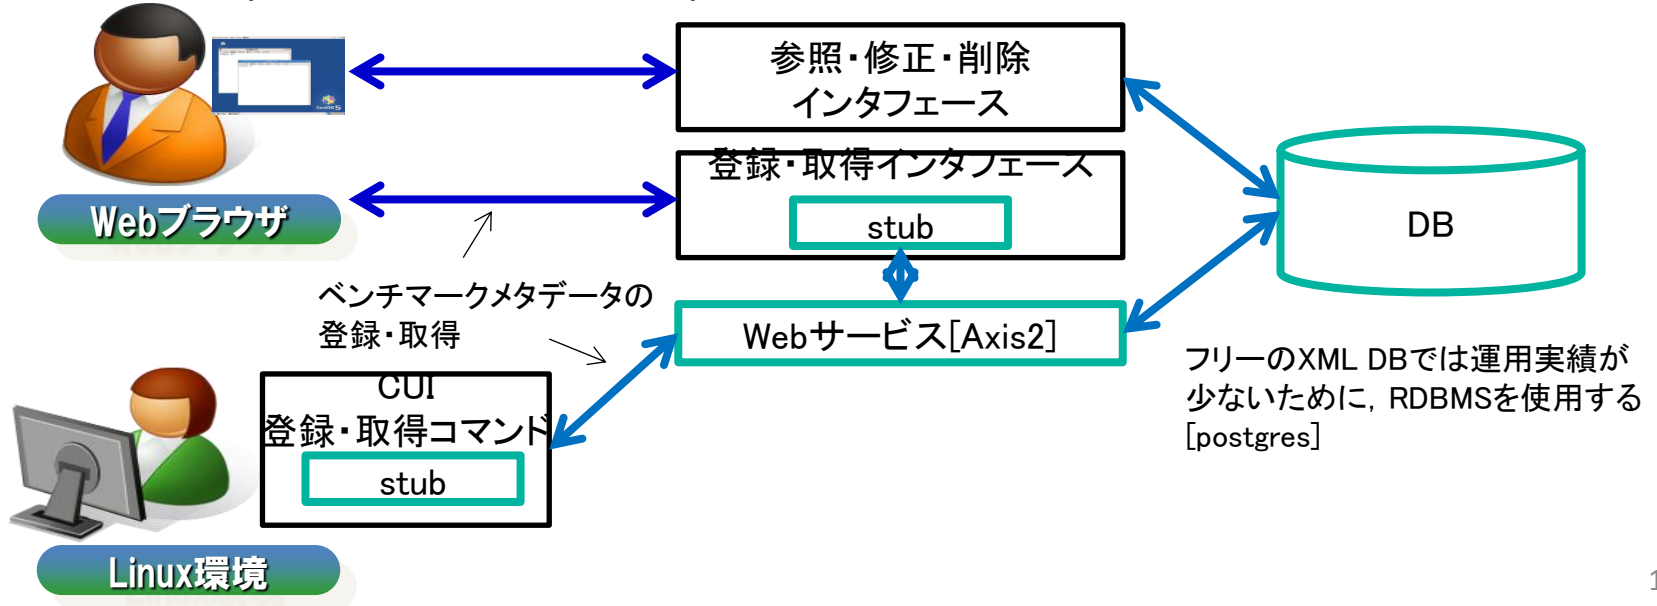 参照・修正・削除
インタフェース
登録・取得インタフェース
stub
Webブラウザ
DB
ベンチマークメタデータの
登録・取得
Webサービス[Axis2]
フリーのXML DBでは運用実績が
少ないために，RDBMSを使用する
[postgres]
CUI
登録・取得コマンド
stub
Linux環境
1